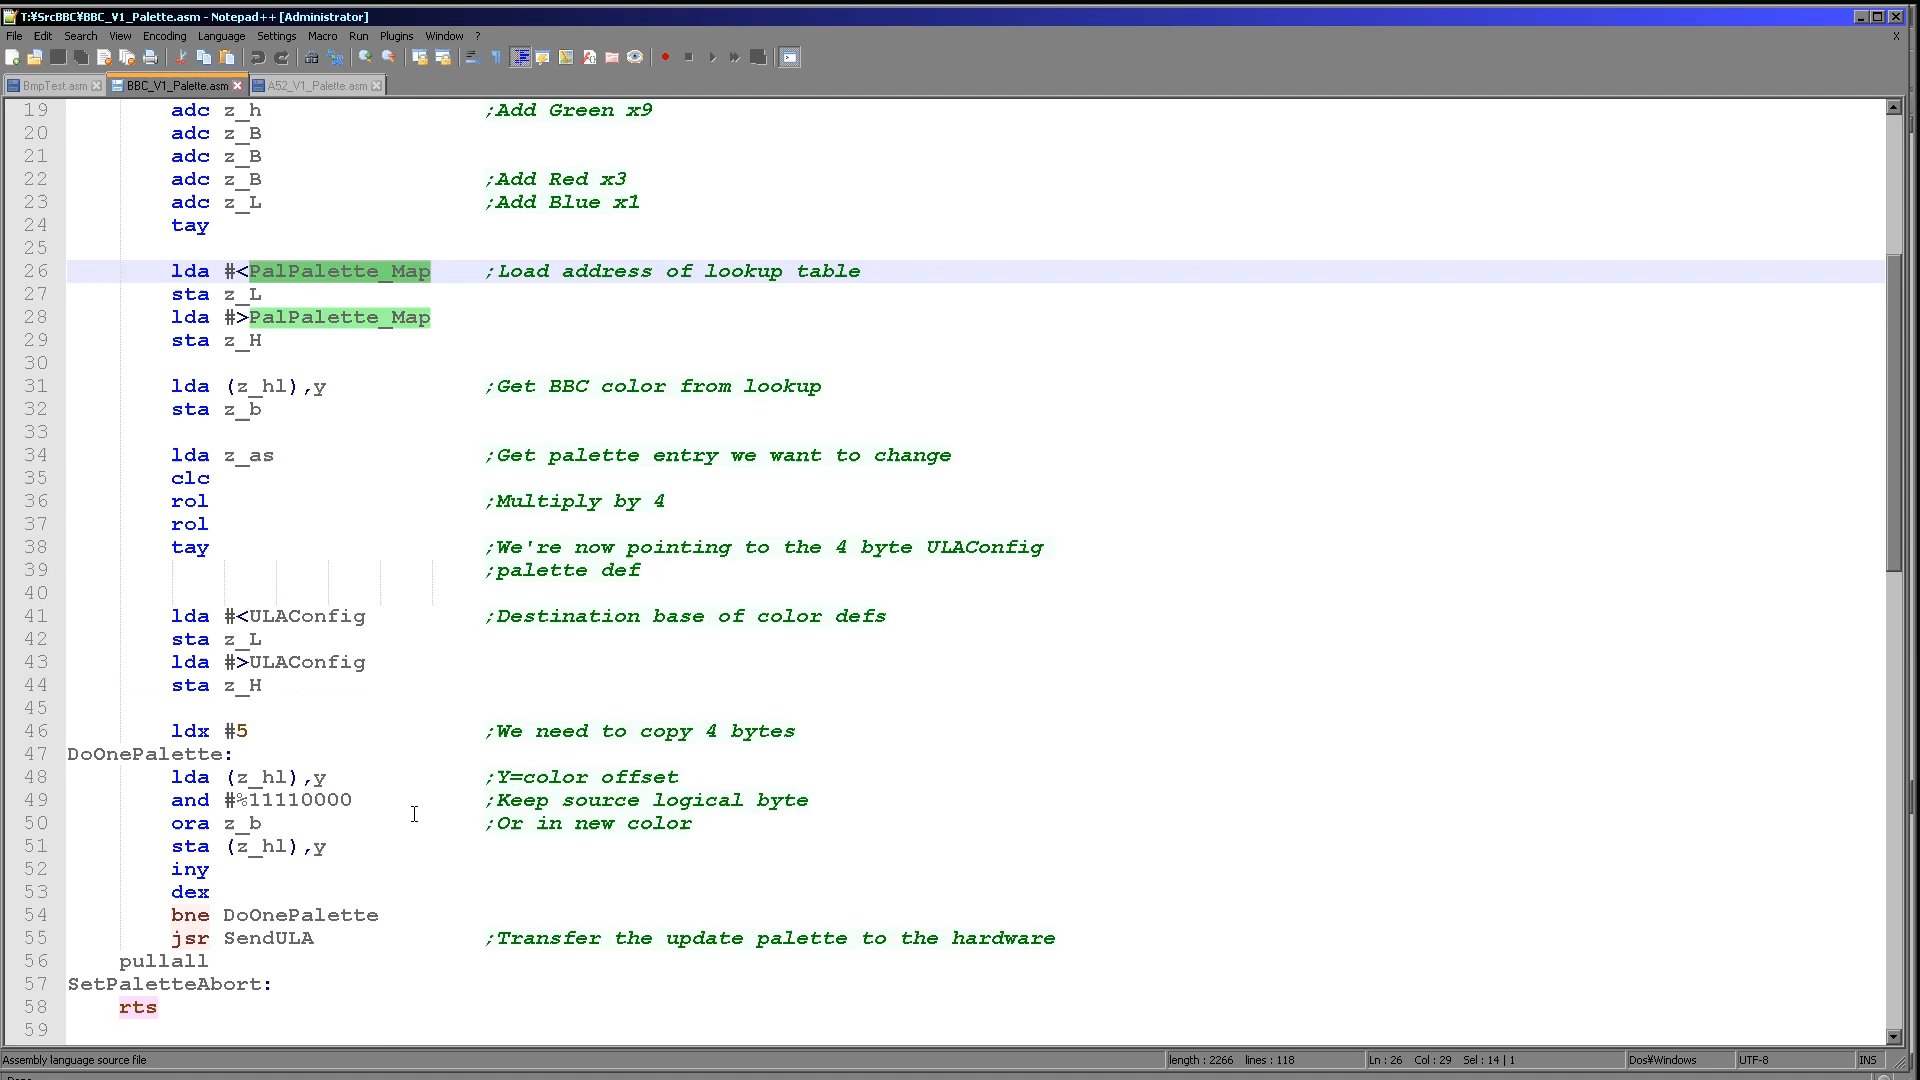 T:¥SrcBBC¥BBC_V1_Palette.asm - Notepad++ [Administrator]
File Edit Search View Encoding Language Settings Macro Run Plugins Window ? X
BmpTest.asm BBC_V1_Palette.asm A52_V1_Palette.asm
19 adc z_h ;Add Green x9
20 adc z_B
21 adc z_B
22 adc z_B ;Add Red x3
23 adc z_L ;Add Blue x1
24 tay
25
26 lda #<PalPalette_Map ;Load address of lookup table
27 sta z_L
28 lda #>PalPalette_Map
29 sta z_H
30
31 lda (z_hl),y ;Get BBC color from lookup
32 sta z_b
33
34 lda z_as ;Get palette entry we want to change
35 clc
36 rol ;Multiply by 4
37 rol
38 tay ;We're now pointing to the 4 byte ULAConfig
39 ;palette def
40
41 lda #<ULAConfig ;Destination base of color defs
42 sta z_L
43 lda #>ULAConfig
44 sta z_H
45
46 ldx #5 ;We need to copy 4 bytes
47 DoOnePalette:
48 lda (z_hl),y ;Y=color offset
49 and #%11110000 ;Keep source logical byte
50 ora z_b ;Or in new color
51 sta (z_hl),y
52 iny
53 dex
54 bne DoOnePalette
55 jsr SendULA ;Transfer the update palette to the hardware
56 pullall
57 SetPaletteAbort:
58 rts
59
Assembly language source file length : 2266 lines : 118 Ln : 26 Col : 29 Sel : 14 | 1 Dos¥Windows UTF-8 INS